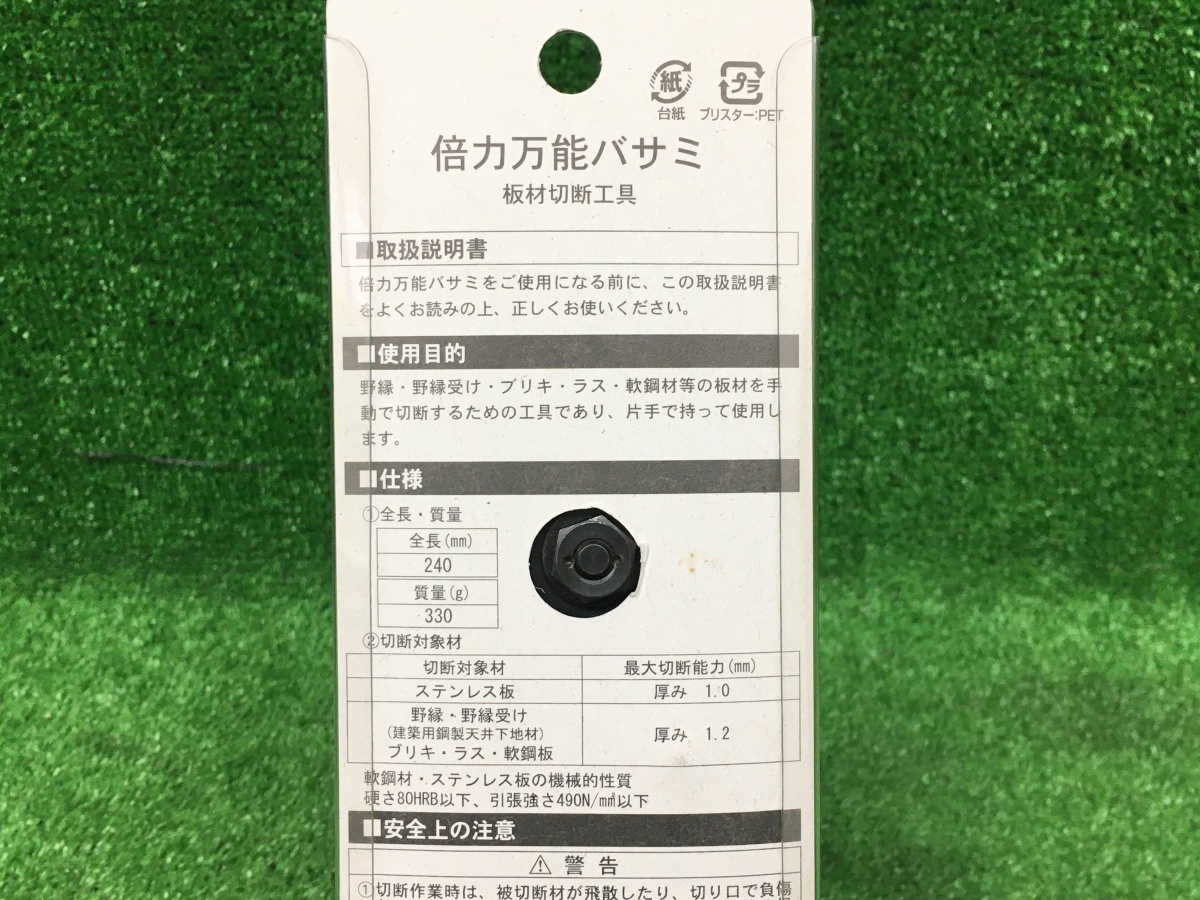 紙
プラ
台紙 ブリスター:PET
倍力万能バサミ
板材切断工具
■取扱説明書
倍力万能バサミをご使用になる前に、この取扱説明書
をよくお読みの上、正しくお使いください。
■使用目的
野縁・野縁受け・ブリキ・ラス・軟鋼材等の板材を手
動で切断するための工具であり、片手で持って使用し
ます。
■仕様
①全長・質量
全長(mm)
240
質量(g)
330
②切断対象材
切断対象材 最大切断能力(mm)
ステンレス板 厚み 1.0
野縁・野縁受け
(建築用鋼製天井下地材) 厚み 1.2
ブリキ・ラス・軟鋼板
軟鋼材・ステンレス板の機械的性質
硬さ80HRB以下、引張強さ490N/mm²以下
■安全上の注意
⚠ 警告
①切断作業時は、被切断材が飛散したり、切り口で負傷